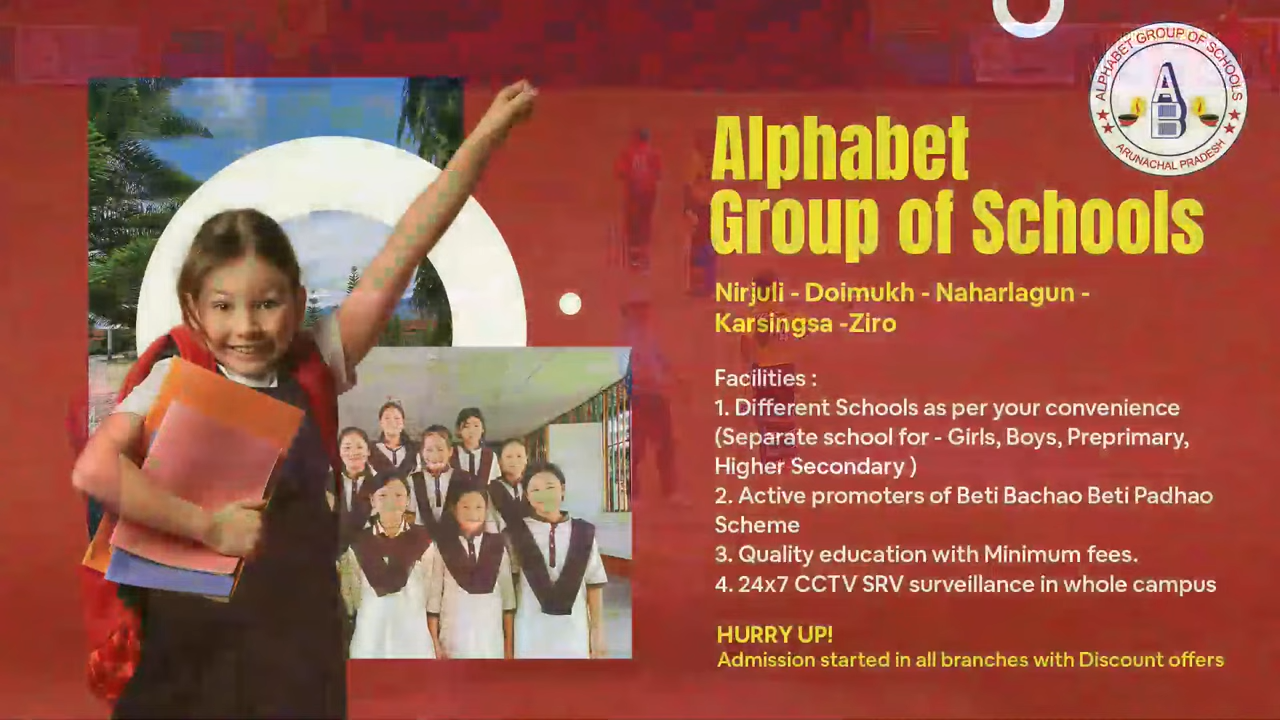 ALPHABET GROUP OF SCHOOLS
ARUNACHAL PRADESH
Alphabet
Group of Schools
Nirjuli - Doimukh - Naharlagun -
Karsingsa -Ziro
Facilities :
1. Different Schools as per your convenience
(Separate school for - Girls, Boys, Preprimary,
Higher Secondary )
2. Active promoters of Beti Bachao Beti Padhao
Scheme
3. Quality education with Minimum fees.
4. 24x7 CCTV SRV surveillance in whole campus
HURRY UP!
Admission started in all branches with Discount offers